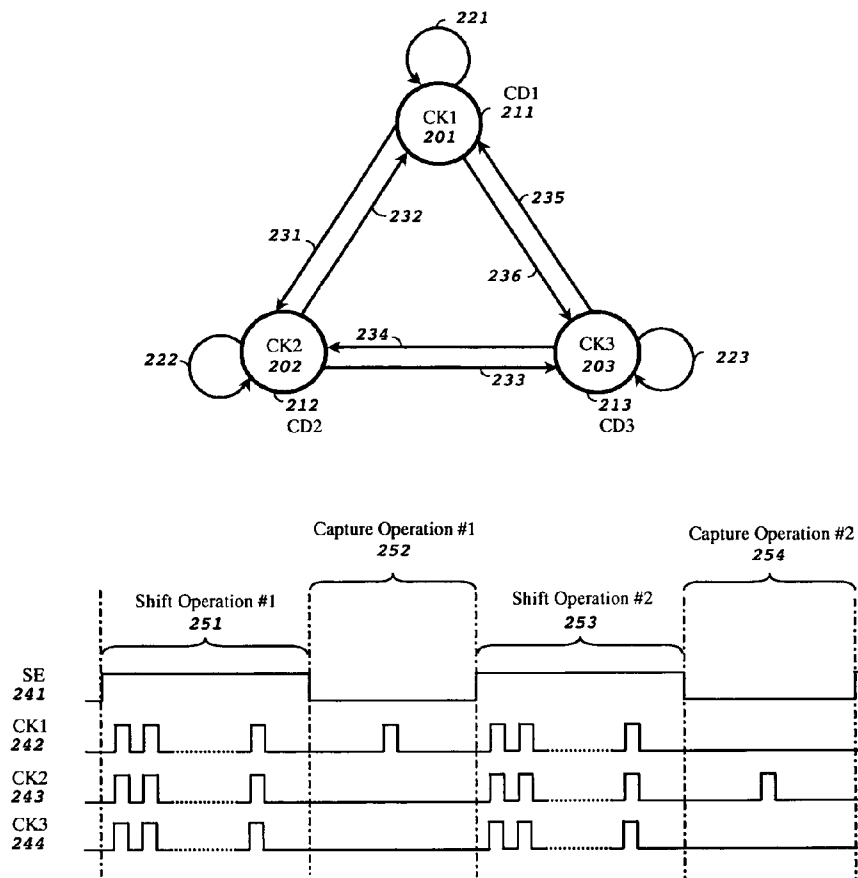 221
CK1
201
CD1
211
231
232
235
236
222
CK2
202
212
CD2
234
233
CK3
203
213
CD3
223
Capture Operation #1
252
Capture Operation #2
254
Shift Operation #1
251
Shift Operation #2
253
SE
241
CK1
242
CK2
243
CK3
244